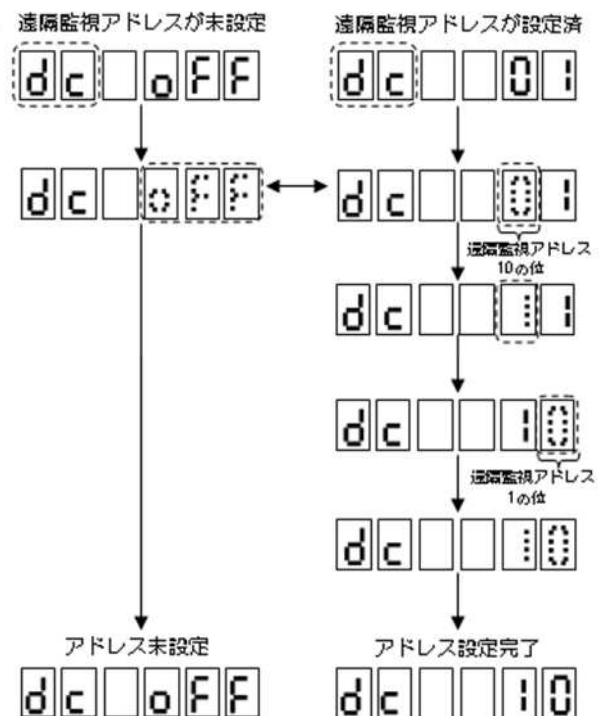 遠隔監視アドレスが未設定
遠隔監視アドレスが設定済
dc oFF
dc 01
dc oFF
dc 01
遠隔監視アドレス
10の位
dc 11
dc 10
遠隔監視アドレス
1の位
dc 10
アドレス未設定
アドレス設定完了
dc oFF
dc 10